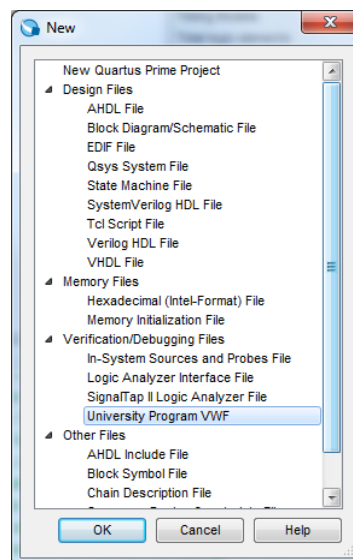 New
New Quartus Prime Project
Design Files
AHDL File
Block Diagram/Schematic File
EDIF File
Qsys System File
State Machine File
SystemVerilog HDL File
Tcl Script File
Verilog HDL File
VHDL File
Memory Files
Hexadecimal (Intel-Format) File
Memory Initialization File
Verification/Debugging Files
In-System Sources and Probes File
Logic Analyzer Interface File
SignalTap II Logic Analyzer File
University Program VWF
Other Files
AHDL Include File
Block Symbol File
Chain Description File
OK Cancel Help